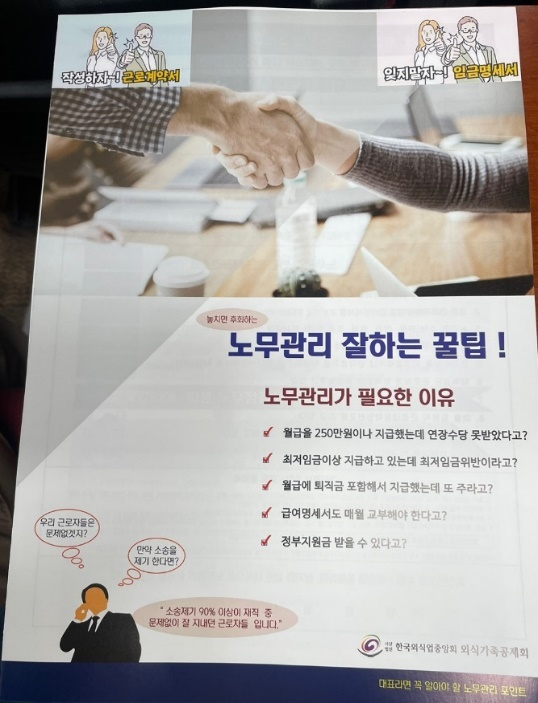 작성하자~! 근로계약서
잊지말자~! 임금명세서
놓치면 후회하는
노무관리 잘하는 꿀팁 !
노무관리가 필요한 이유
월급을 250만원이나 지급했는데 연장수당 못받았다고?
최저임금이상 지급하고 있는데 최저임금위반이라고?
월급에 퇴직금 포함해서 지급했는데 또 주라고?
급여명세서도 매월 교부해야 한다고?
정부지원금 받을 수 있다고?
우리 근로자들은
문제없겠지?
만약 소송을
제기 한다면?
"소송제기 90% 이상이 재직 중
문제없이 잘 지내던 근로자들 입니다."
사단
법인 한국외식업중앙회 외식가족공제회
대표라면 꼭 알아야 할 노무관리 포인트